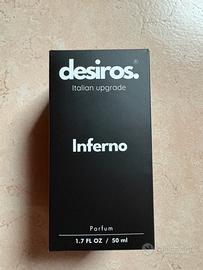 desiros.®
Italian upgrade
Inferno
Parfum
1.7 FL OZ / 50 ml